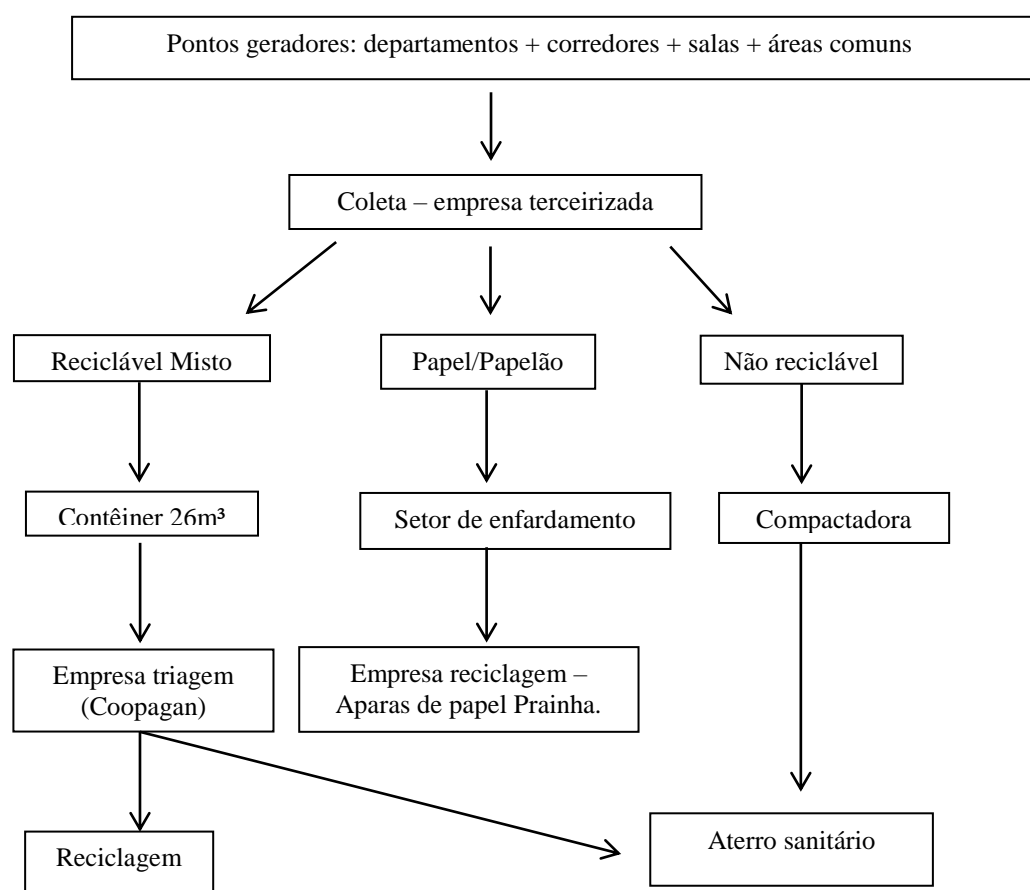 Pontos geradores: departamentos + corredores + salas + áreas comuns
Coleta – empresa terceirizada
Reciclável Misto
Papel/Papelão
Não reciclável
Contêiner 26m³
Setor de enfardamento
Compactadora
Empresa triagem
(Coopagan)
Empresa reciclagem –
Aparas de papel Prainha.
Reciclagem
Aterro sanitário